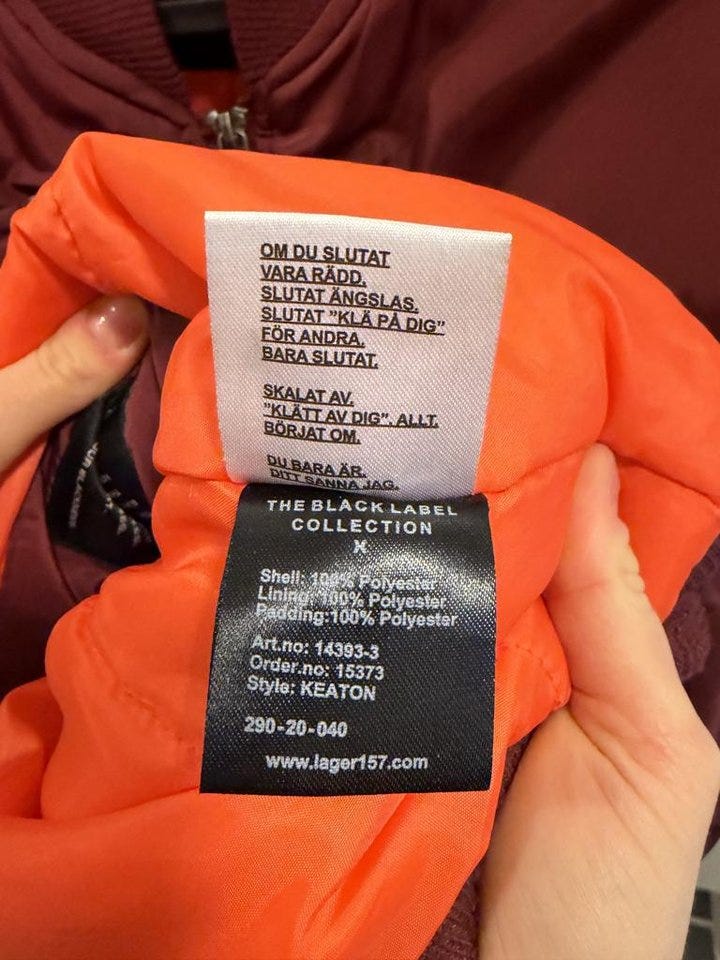 OM DU SLUTAT
VARA RÄDD.
SLUTAT ÄNGSLAS.
SLUTAT ”KLÄ PÅ DIG”
FÖR ANDRA.
BARA SLUTAT.
SKALAT AV.
”KLÄTT AV DIG”. ALLT.
BÖRJAT OM.
DU BARA ÄR.
DITT SANNA JAG.
THE BLACK LABEL
COLLECTION
X
Shell: 100% Polyester
Lining: 100% Polyester
Padding:100% Polyester
Art.no: 14393-3
Order.no: 15373
Style: KEATON
290-20-040
www.lager157.com